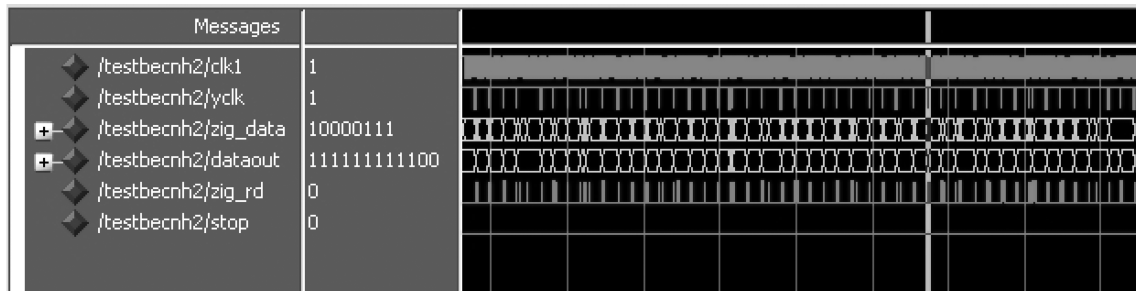 Messages
/testbecnh2/clk1 1
/testbecnh2/yclk 1
/testbecnh2/zig_data 10000111
/testbecnh2/dataout 111111111100
/testbecnh2/zig_rd 0
/testbecnh2/stop 0